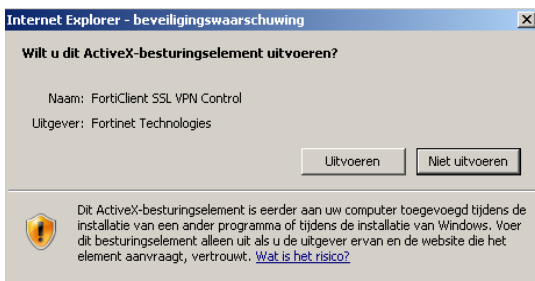 Internet Explorer - beveiligingswaarschuwing
Wilt u dit ActiveX-besturingselement uitvoeren?
Naam: FortiClient SSL VPN Control
Uitgever: Fortinet Technologies
Uitvoeren Niet uitvoeren
Dit ActiveX-besturingselement is eerder aan uw computer toegevoegd tijdens de
installatie van een ander programma of tijdens de installatie van Windows. Voer
dit besturingselement alleen uit als u de uitgever ervan en de website die het
element aanvraagt, vertrouwt. Wat is het risico?